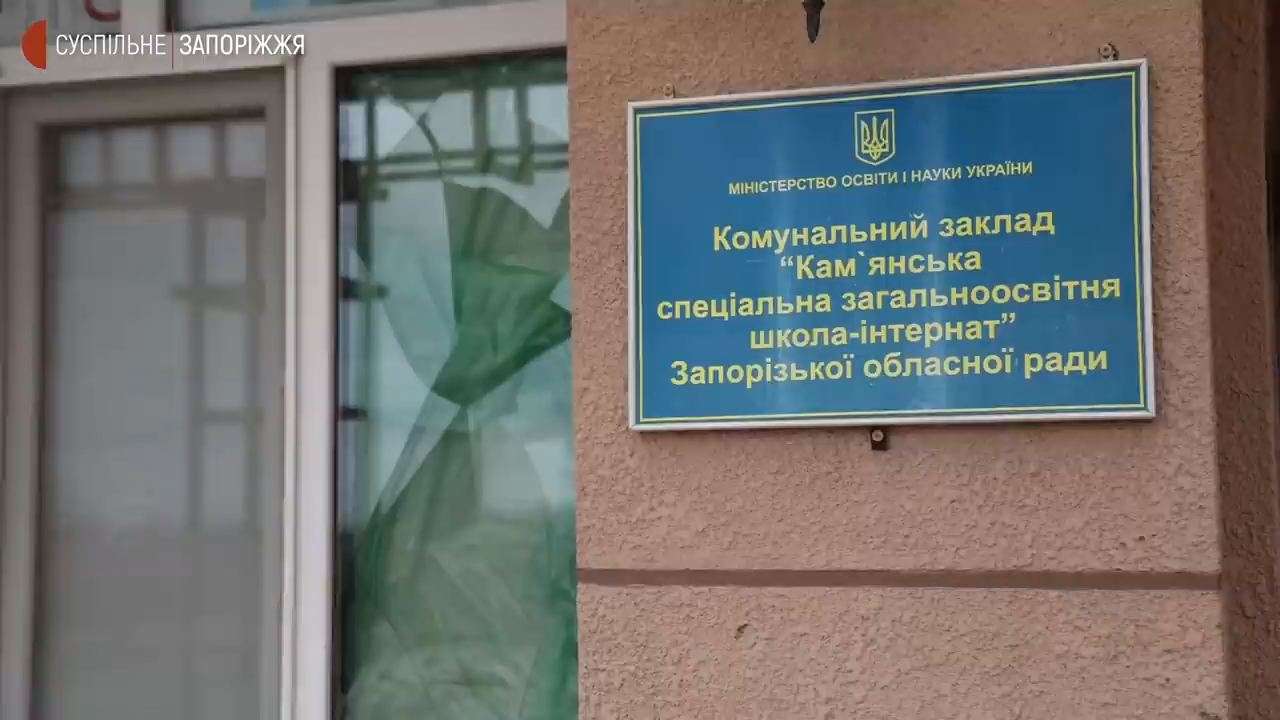 СУСПІЛЬНЕ ЗАПОРІЖЖЯ
МІНІСТЕРСТВО ОСВІТИ І НАУКИ УКРАЇНИ
Комунальний заклад
“Кам`янська
спеціальна загальноосвітня
школа-інтернат”
Запорізької обласної ради